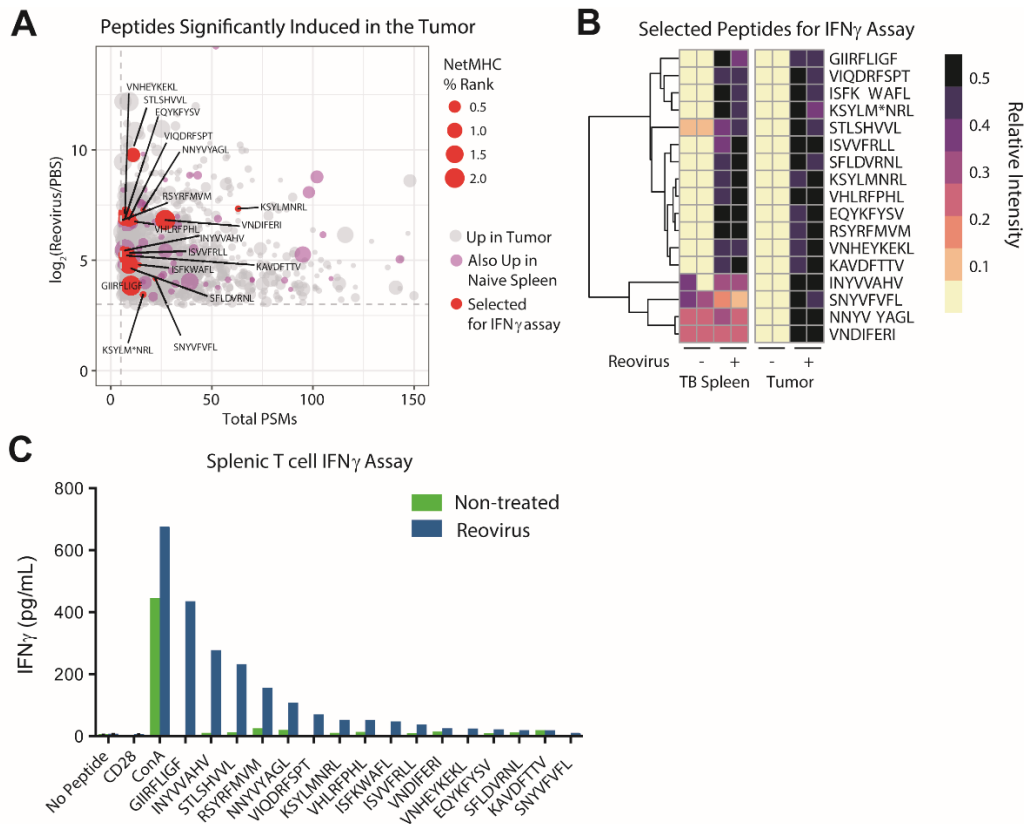 A
Peptides Significantly Induced in the Tumor
log2(Reovirus/PBS)
10
5
0
0
50
100
150
Total PSMs
VNHEYKEKL
STLSHVVL
EQYKFYSV
VIQDRFSPT
NNYVYAGL
RSYRFMVM
KSYLMNRL
VHLRFPHL
VNDIFERI
INYVVAHV
ISVVFRLL
KAVDFTTV
ISFKWAFL
GIIRFLIGF
SFLDVRNL
KSYLM*NRL
SNYVFVFL
NetMHC
% Rank
0.5
1.0
1.5
2.0
Up in Tumor
Also Up in
Naive Spleen
Selected
for IFNγ assay
B
Selected Peptides for IFNγ Assay
GIIRFLIGF
VIQDRFSPT
ISFK WAFL
KSYLM*NRL
STLSHVVL
ISVVFRLL
SFLDVRNL
KSYLMNRL
VHLRFPHL
EQYKFYSV
RSYRFMVM
VNHEYKEKL
KAVDFTTV
INYVVAHV
SNYVFVFL
NNYV YAGL
VNDIFERI
Reovirus - + - +
TB Spleen Tumor
0.5
0.4
0.3
0.2
0.1
Relative Intensity
C
Splenic T cell IFNγ Assay
Non-treated
Reovirus
IFNγ (pg/mL)
800
600
400
200
0
No Peptide
CD28
ConA
GIIRFLIGF
INYVVAHV
STLSHVVL
RSYRFMVM
NNYVYAGL
VIQDRFSPT
KSYLMNRL
VHLRFPHL
ISFKWAFL
ISVVFRLL
VNDIFERI
VNHEYKEKL
EQYKFYSV
SFLDVRNL
KAVDFTTV
SNYVFVFL